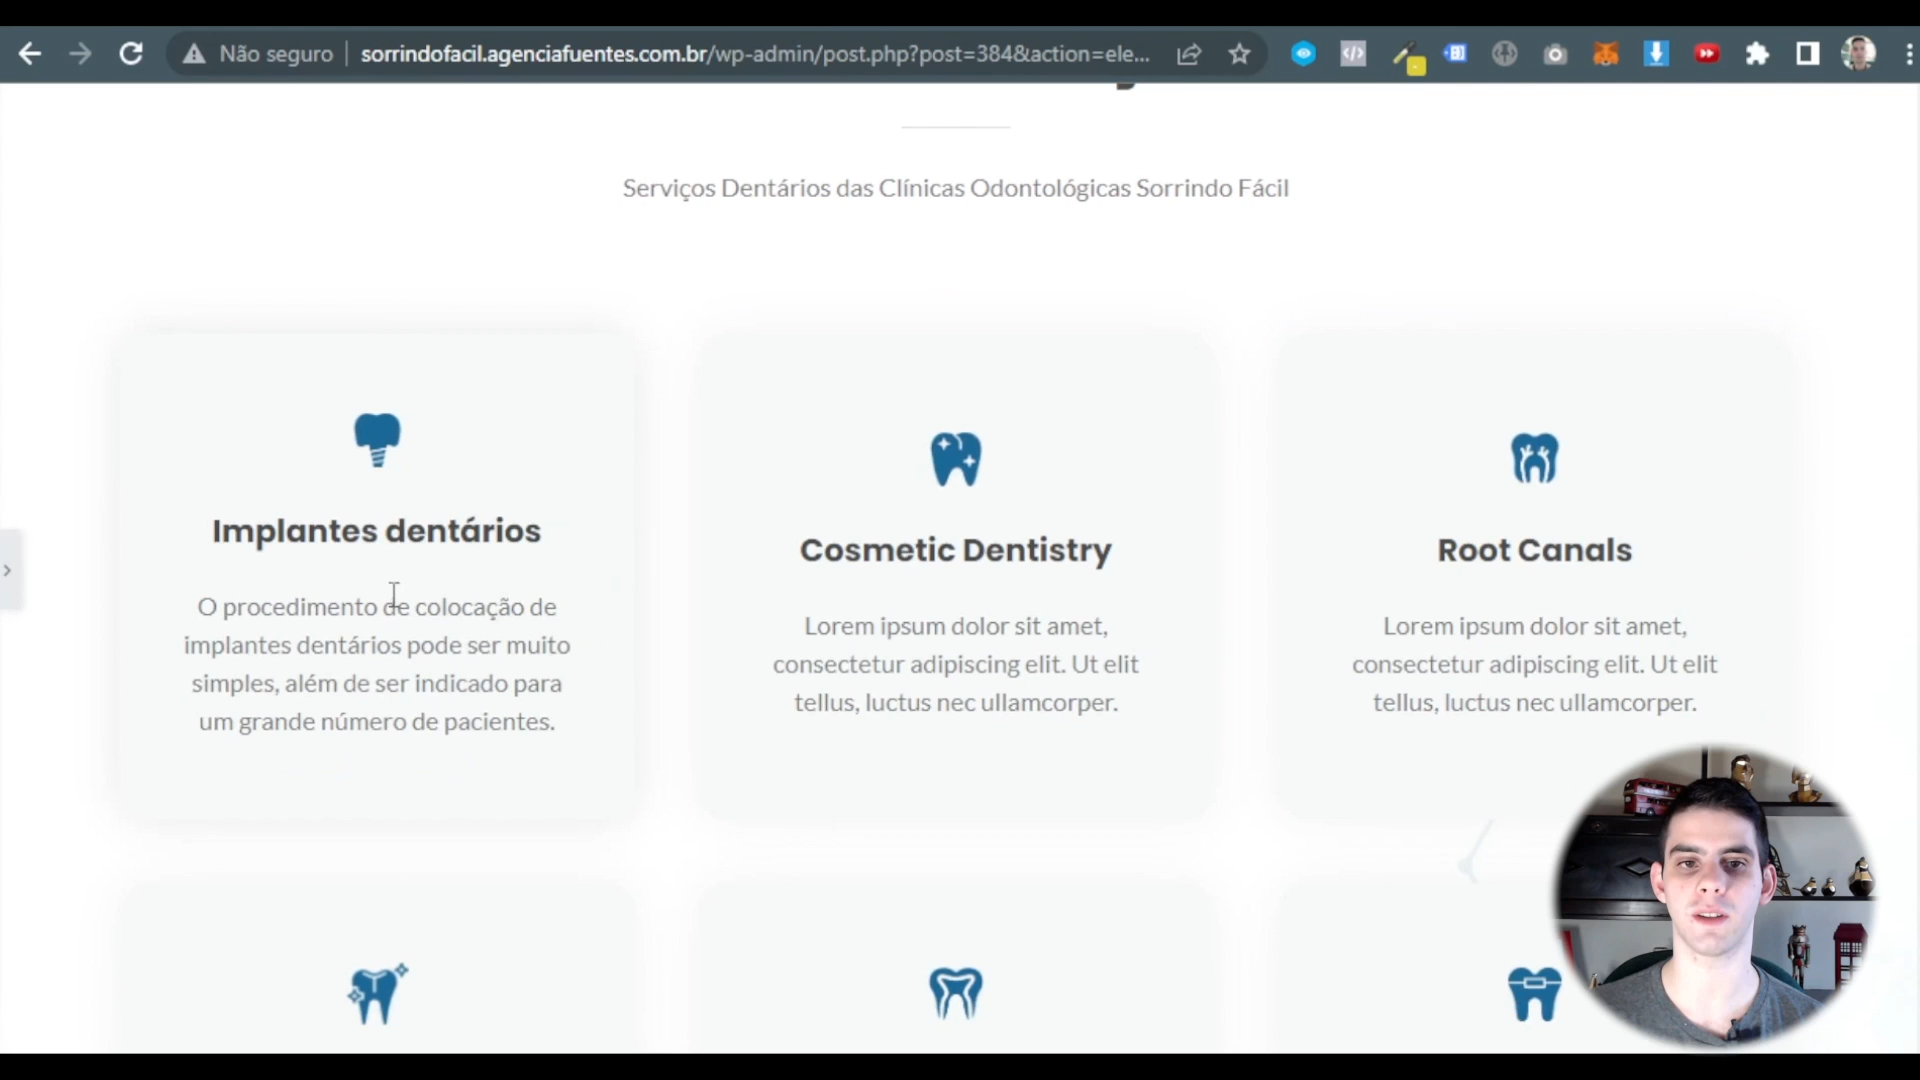 Não seguro
sorrindofacil.agenciafuentes.com.br/wp-admin/post.php?post=384&action=ele...
Serviços Dentários das Clínicas Odontológicas Sorrindo Fácil
Implantes dentários
O procedimento de colocação de
implantes dentários pode ser muito
simples, além de ser indicado para
um grande número de pacientes.
Cosmetic Dentistry
Lorem ipsum dolor sit amet,
consectetur adipiscing elit. Ut elit
tellus, luctus nec ullamcorper.
Root Canals
Lorem ipsum dolor sit amet,
consectetur adipiscing elit. Ut elit
tellus, luctus nec ullamcorper.